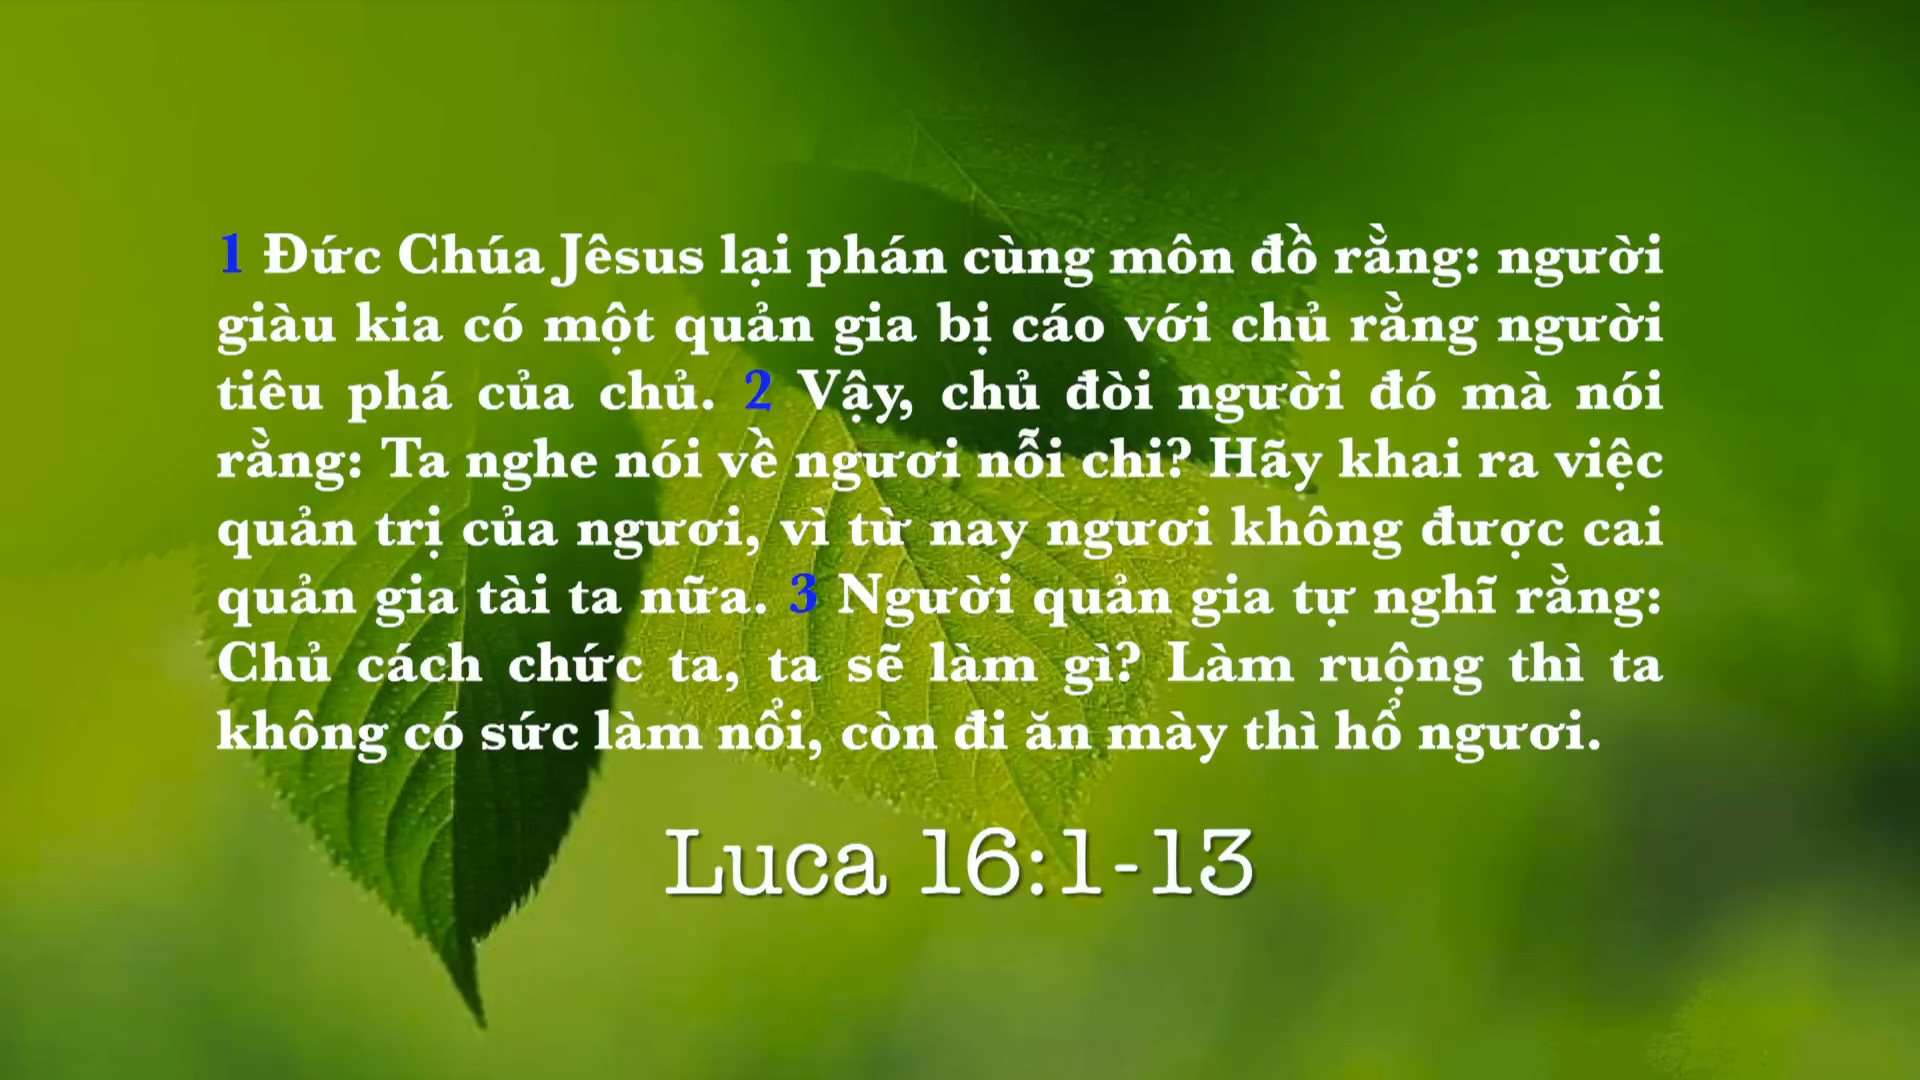 1 Đức Chúa Jêsus lại phán cùng môn đồ rằng: người
giàu kia có một quản gia bị cáo với chủ rằng người
tiêu phá của chủ. 2 Vậy, chủ đòi người đó mà nói
rằng: Ta nghe nói về ngươi nỗi chi? Hãy khai ra việc
quản trị của ngươi, vì từ nay ngươi không được cai
quản gia tài ta nữa. 3 Người quản gia tự nghĩ rằng:
Chủ cách chức ta, ta sẽ làm gì? Làm ruộng thì ta
không có sức làm nổi, còn đi ăn mày thì hổ ngươi.
Luca 16:1-13